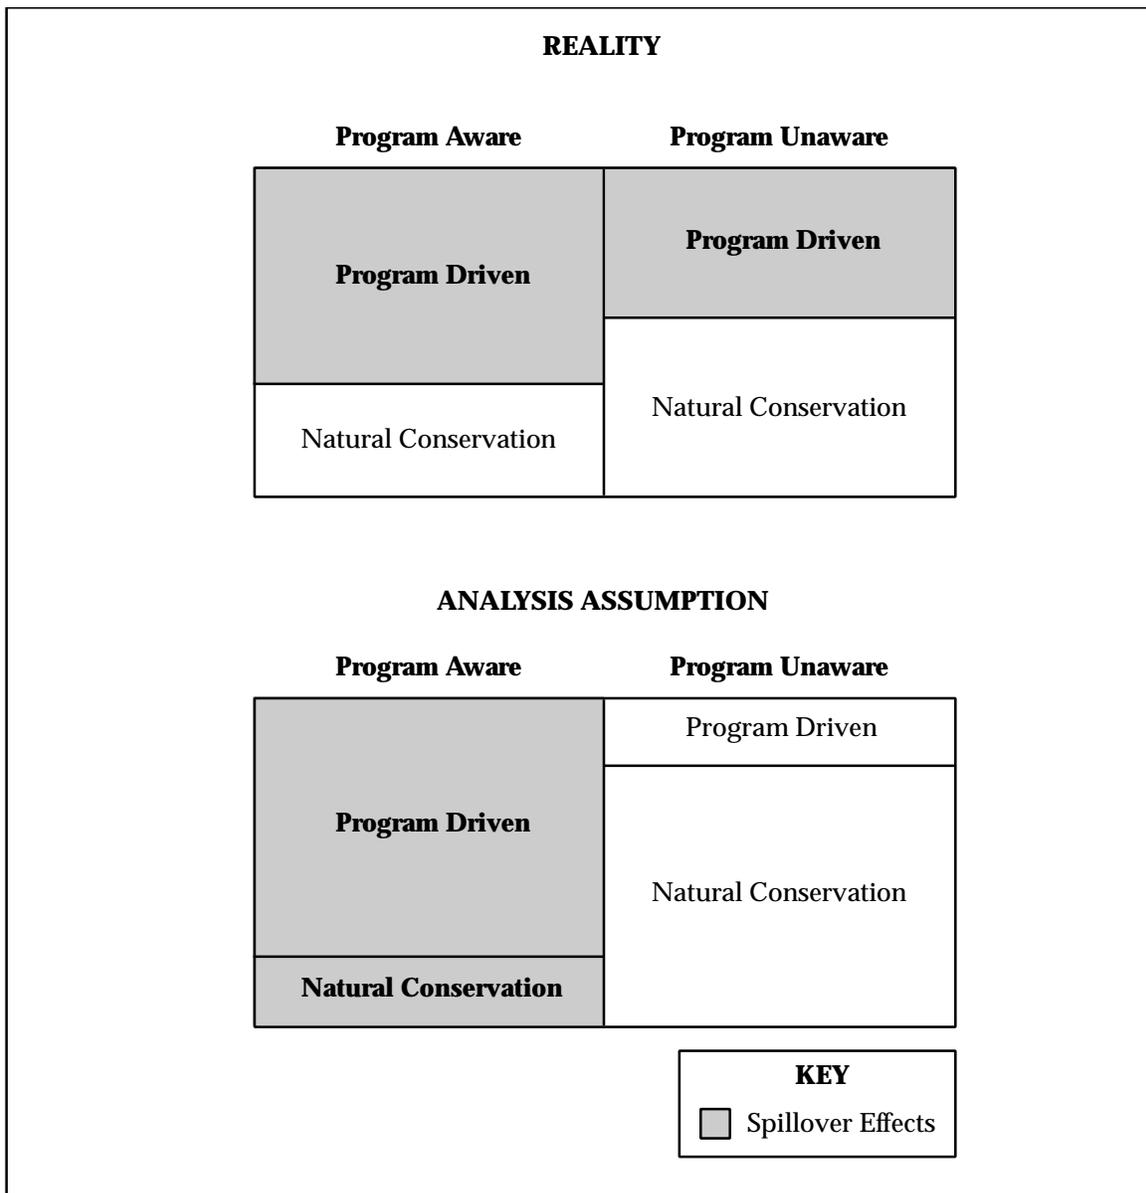 REALITY
Program Aware Program Unaware
Program Driven
Program Driven
Natural Conservation
Natural Conservation
ANALYSIS ASSUMPTION
Program Aware Program Unaware
Program Driven
Program Driven
Natural Conservation
Natural Conservation
KEY
Spillover Effects